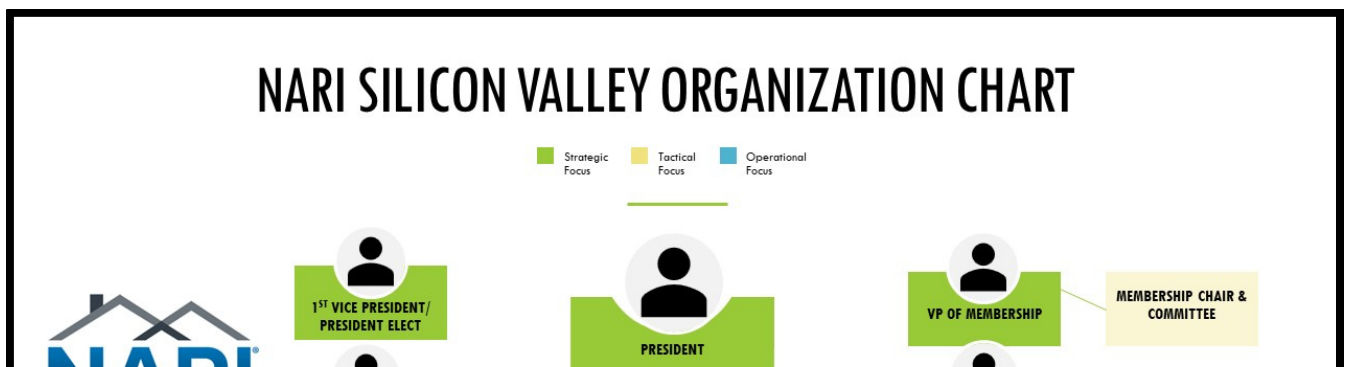 NARI SILICON VALLEY ORGANIZATION CHART
Strategic
Focus
Tactical
Focus
Operational
Focus
1ST VICE PRESIDENT/
PRESIDENT ELECT
PRESIDENT
VP OF MEMBERSHIP
MEMBERSHIP CHAIR &
COMMITTEE
NARI®